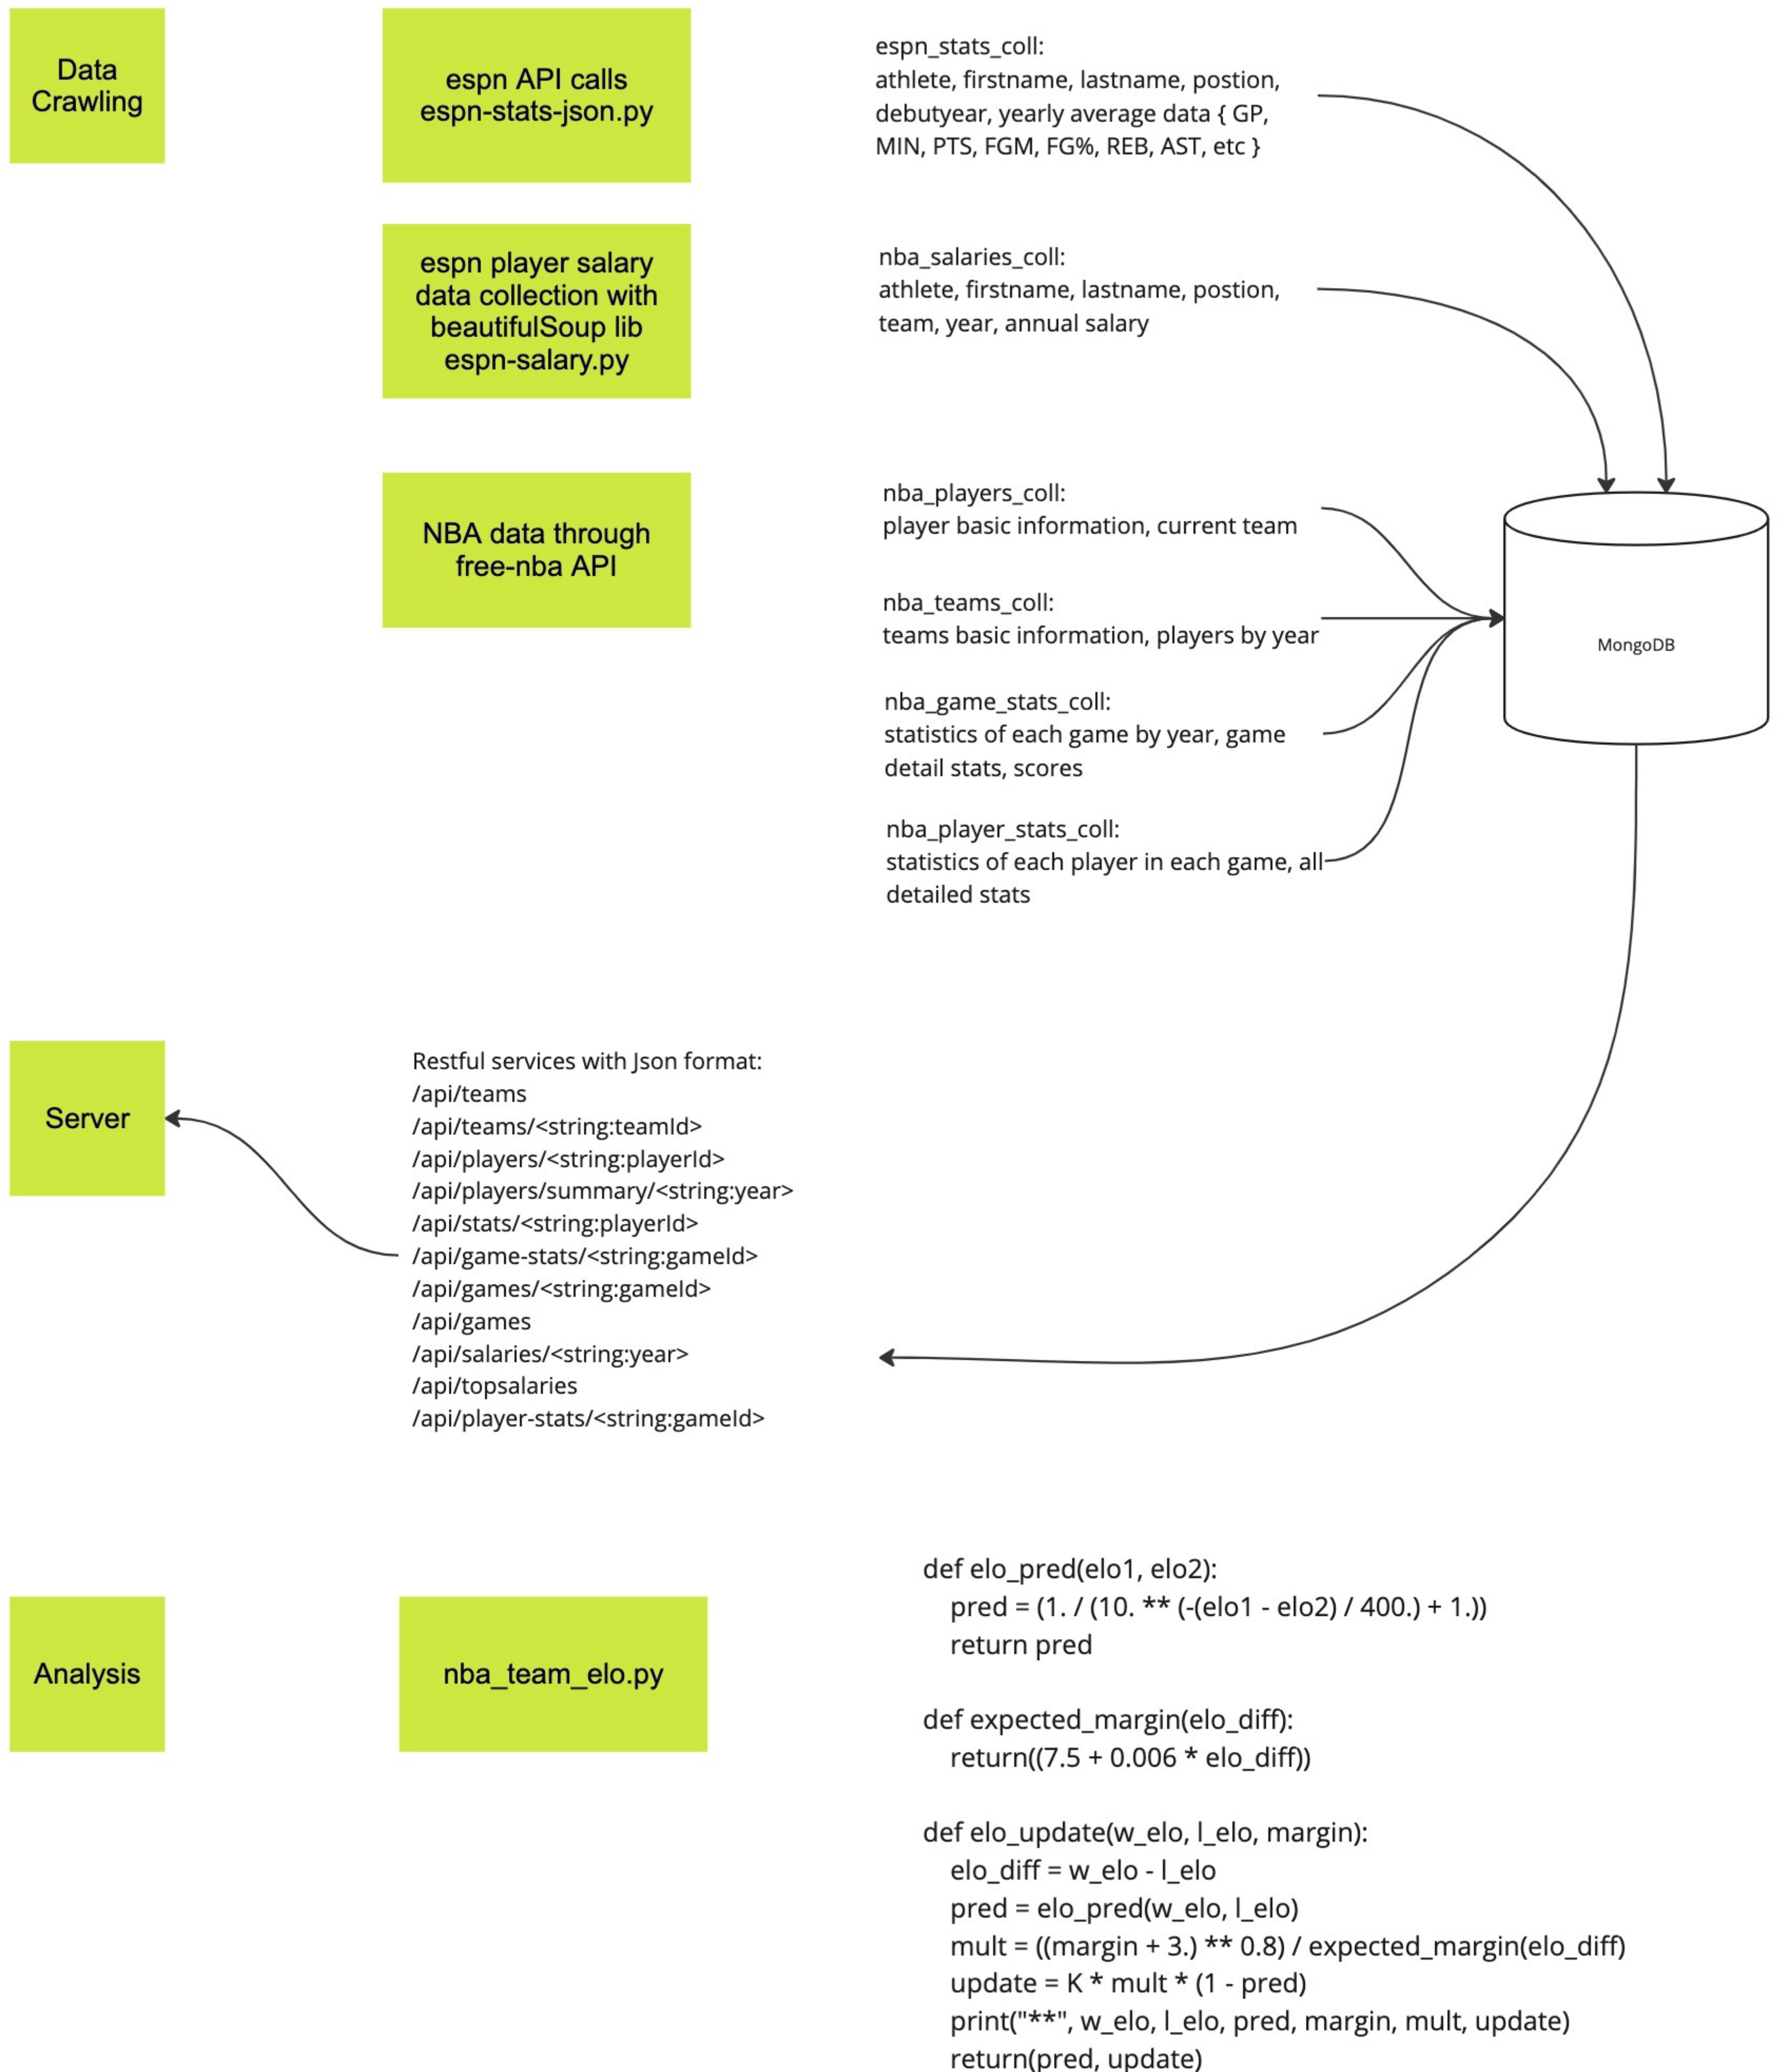 Data
Crawling
espn API calls
espn-stats-json.py
espn_stats_coll:
athlete, firstname, lastname, postion,
debutyear, yearly average data { GP,
MIN, PTS, FGM, FG%, REB, AST, etc }
espn player salary
data collection with
beautifulSoup lib
espn-salary.py
nba_salaries_coll:
athlete, firstname, lastname, postion,
team, year, annual salary
NBA data through
free-nba API
nba_players_coll:
player basic information, current team
nba_teams_coll:
teams basic information, players by year
nba_game_stats_coll:
statistics of each game by year, game
detail stats, scores
nba_player_stats_coll:
statistics of each player in each game, all
detailed stats
MongoDB
Server
Restful services with Json format:
/api/teams
/api/teams/<string:teamId>
/api/players/<string:playerId>
/api/players/summary/<string:year>
/api/stats/<string:playerId>
/api/game-stats/<string:gameId>
/api/games/<string:gameId>
/api/games
/api/salaries/<string:year>
/api/topsalaries
/api/player-stats/<string:gameId>
Analysis
nba_team_elo.py
def elo_pred(elo1, elo2):
    pred = (1. / (10. ** (-(elo1 - elo2) / 400.) + 1.))
    return pred
def expected_margin(elo_diff):
    return((7.5 + 0.006 * elo_diff))
def elo_update(w_elo, l_elo, margin):
    elo_diff = w_elo - l_elo
    pred = elo_pred(w_elo, l_elo)
    mult = ((margin + 3.) ** 0.8) / expected_margin(elo_diff)
    update = K * mult * (1 - pred)
    print("**", w_elo, l_elo, pred, margin, mult, update)
    return(pred, update)